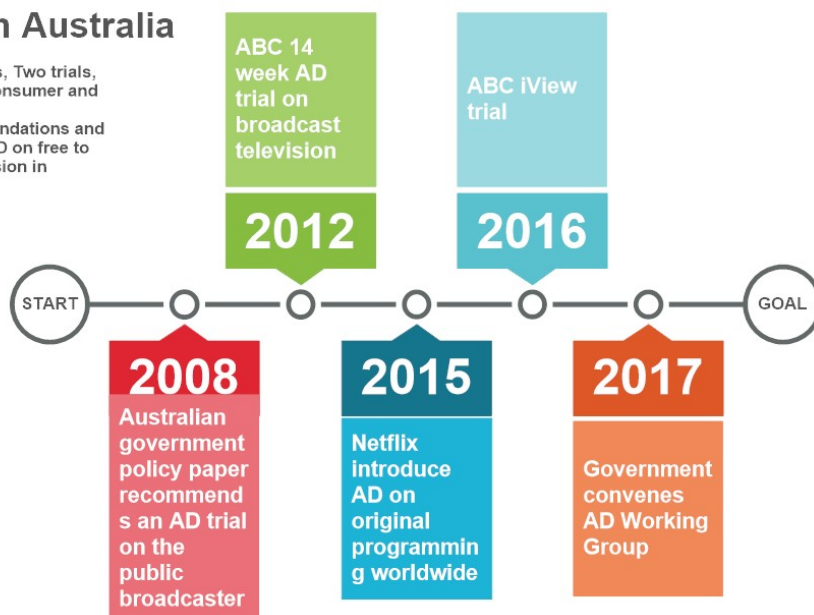 n Australia
s, Two trials,
onsumer and
ndations and
D on free to
sion in
ABC 14
week AD
trial on
broadcast
television
2012
ABC iView
trial
2016
START
GOAL
2008
Australian
government
policy paper
recommend
s an AD trial
on the
public
broadcaster
2015
Netflix
introduce
AD on
original
programmin
g worldwide
2017
Government
convenes
AD Working
Group